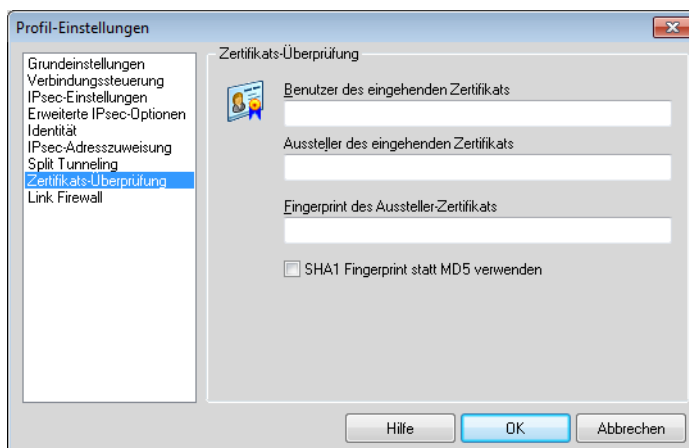 Profil-Einstellungen
Grundeinstellungen
Verbindungssteuerung
IPsec-Einstellungen
Erweiterte IPsec-Optionen
Identität
IPsec-Adresszuweisung
Split Tunneling
Zertifikats-Überprüfung
Link Firewall
Zertifikats-Überprüfung
Benutzer des eingehenden Zertifikats
Aussteller des eingehenden Zertifikats
Fingerprint des Aussteller-Zertifikats
SHA1 Fingerprint statt MD5 verwenden
Hilfe
OK
Abbrechen